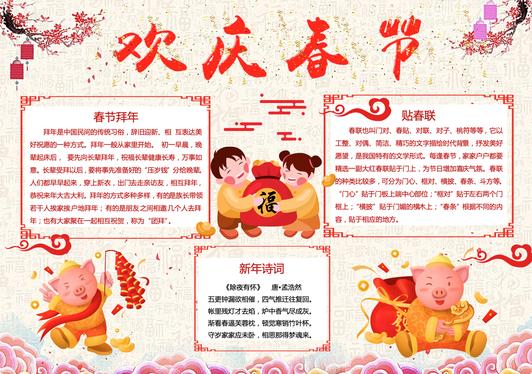 欢庆春节
春节拜年
拜年是中国民间的传统习俗，辞旧迎新、相 互表达美
好祝愿的一种方式。拜年一般从家里开始。 初一早晨，晚
辈起床后， 要先向长辈拜年，祝福长辈健康长寿，万事如
意。长辈受拜以后，要将事先准备好的 “压岁钱” 分给晚辈。
人们都早早起来，穿上新衣，出门去走亲访友，相互拜年，
恭祝来年大吉大利。拜年的方式多种多样，有的是族长带领
若干人挨家挨户地拜年； 有的是朋友之间相邀几个人去拜
年； 也有大家聚在一起相互祝贺，称为 “团拜”。
贴春联
春联也叫门对、春贴、对联、对子、桃符等等，它以
工整、对偶、简洁、精巧的文字描绘时代背景，抒发美好
愿望，是我国特有的文学形式。每逢春节，家家户户都要
精选一副大红春联贴于门上，为节日增加喜庆气氛。春联
的种类比较多，可分为门心、框对、横披、春条、斗方等。
“门心” 贴于门板上端中心部位； “框对” 贴于左右两个门
框上； “横披” 贴于门媚的横木上； “春条” 根据不同的内
容，贴于相应的地方。
福
新年诗词
《除夜有怀》 唐•孟浩然
五更钟漏欲相催，四气推迁往复回。
帐里残灯才去焰，炉中香气尽成灰。
渐看春逼芙蓉枕，顿觉寒销竹叶杯。
守岁家家应未卧，相思那得梦魂来。